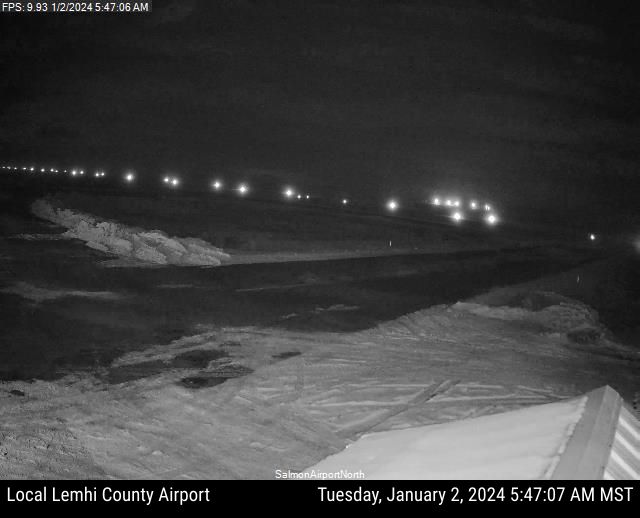 FPS: 9.93 1/2/2024 5:47:06 AM
SalmonAirportNorth
Local Lemhi County Airport Tuesday, January 2, 2024 5:47:07 AM MST